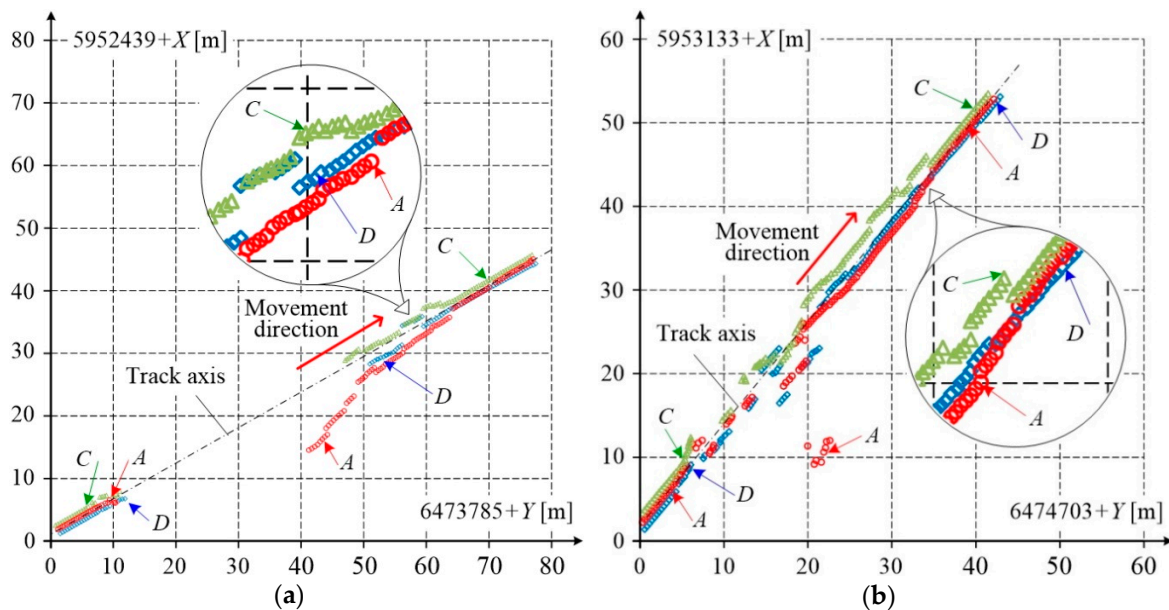 80
5952439+X [m]
70
60
50
40
30
20
10
0
C
A
D
C
Movement
direction
Track axis
D
A
C
A
D
6473785+Y [m]
0 10 20 30 40 50 60 70 80
(a)
60
5953133+X [m]
50
40
30
20
10
0
C
D
A
Movement
direction
C
D
A
Track axis
C
A
D
A
6474703+Y [m]
0 10 20 30 40 50 60
(b)